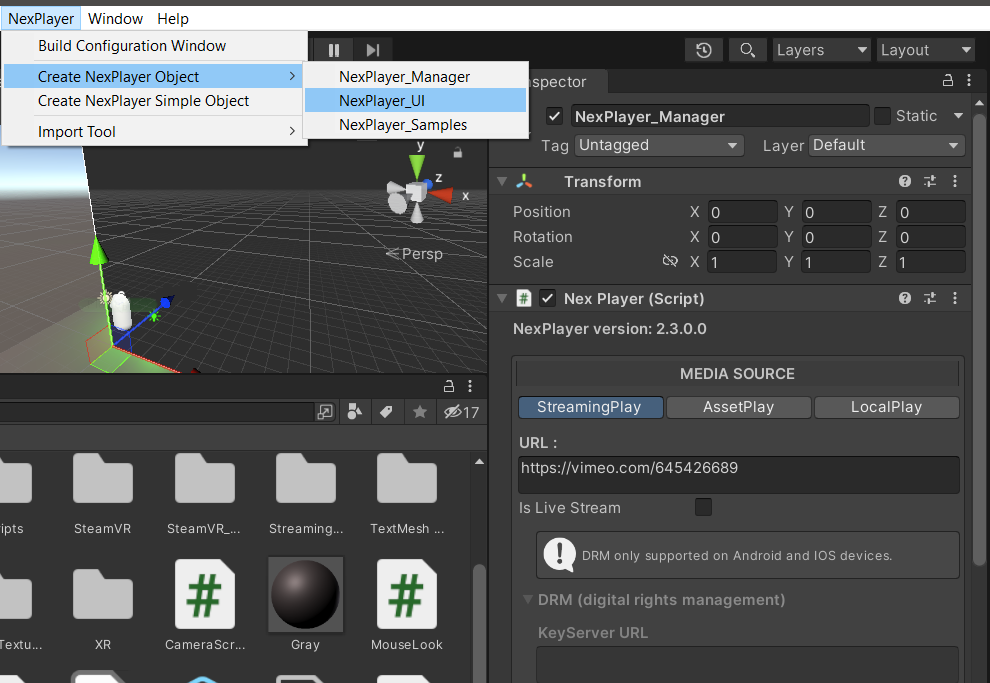 NexPlayer Window Help
Build Configuration Window
Create NexPlayer Object
Create NexPlayer Simple Object
Import Tool
NexPlayer_Manager
NexPlayer_UI
NexPlayer_Samples
Layers
Layout
nspector
NexPlayer_Manager
Static
Tag Untagged
Layer Default
Transform
Position X 0 Y 0 Z 0
Rotation X 0 Y 0 Z 0
Scale X 1 Y 1 Z 1
y
z
x
Persp
# Nex Player (Script)
NexPlayer version: 2.3.0.0
MEDIA SOURCE
StreamingPlay AssetPlay LocalPlay
URL :
https://vimeo.com/645426689
Is Live Stream
DRM only supported on Android and IOS devices.
DRM (digital rights management)
KeyServer URL
17
ipts SteamVR SteamVR_... Streaming... TextMesh ...
# #
Textu... XR CameraScr... Gray MouseLook